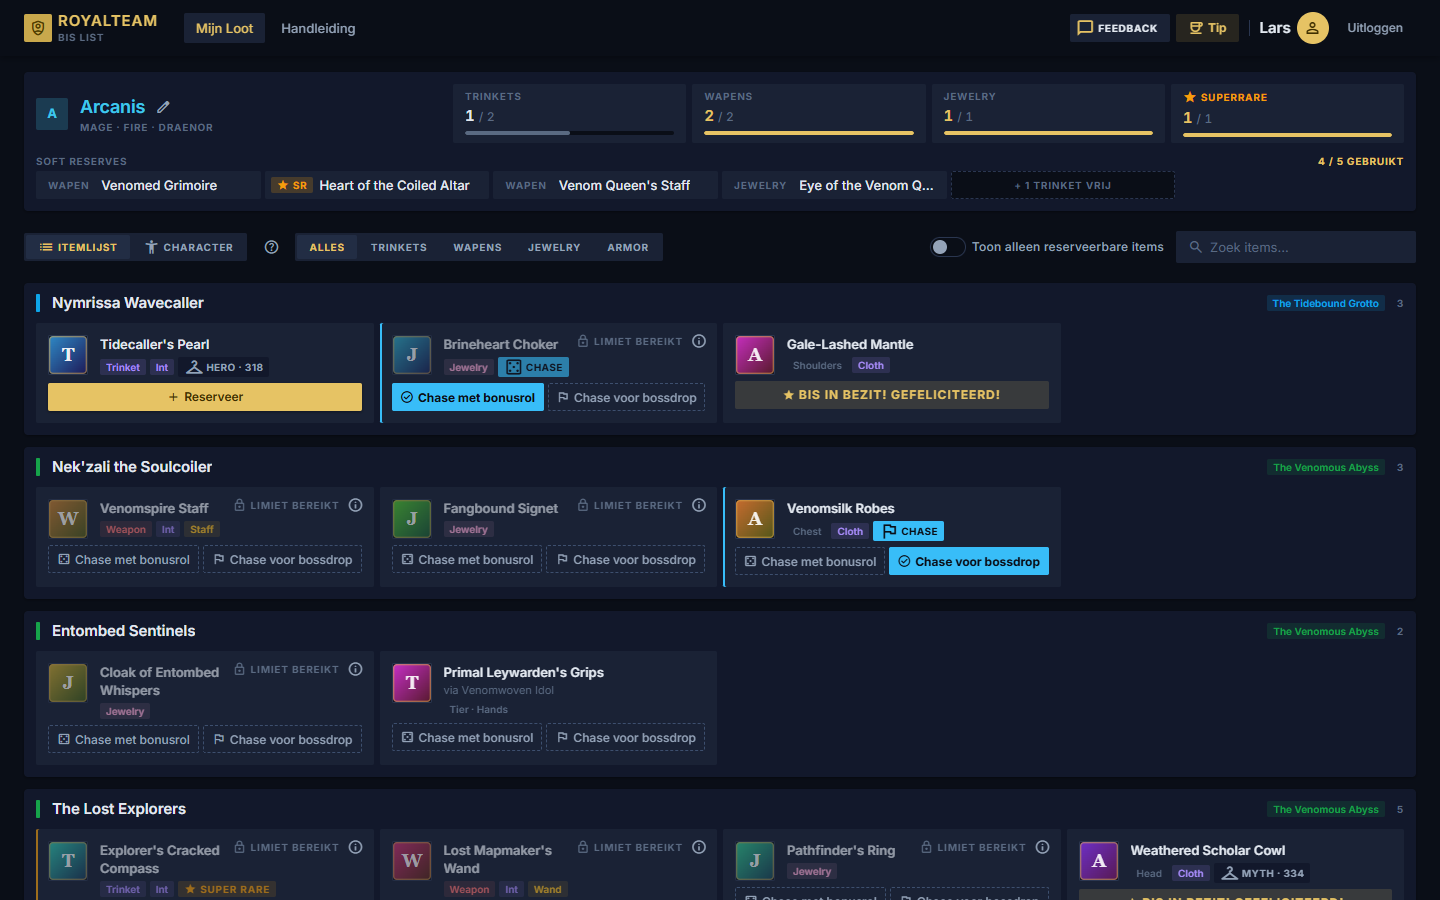 ROYALTEAM
BIS LIST
Mijn Loot
Handleiding
FEEDBACK
Tip
Lars
Uitloggen
A
Arcanis
MAGE · FIRE · DRAENOR
TRINKETS
1 / 2
WAPENS
2 / 2
JEWELRY
1 / 1
SUPERRARE
1 / 1
SOFT RESERVES
4 / 5 GEBRUIKT
WAPEN Venomed Grimoire
SR Heart of the Coiled Altar
WAPEN Venom Queen's Staff
JEWELRY Eye of the Venom Q...
+ 1 TRINKET VRIJ
ITEMLIJST
CHARACTER
ALLES
TRINKETS
WAPENS
JEWELRY
ARMOR
Toon alleen reserveerbare items
Zoek items...
Nymrissa Wavecaller
The Tidebound Grotto 3
T
Tidecaller's Pearl
Trinket Int HERO · 318
+ Reserveer
J
Brineheart Choker
LIMIET BEREIKT
Jewelry CHASE
Chase met bonusrol
Chase voor bossdrop
A
Gale-Lashed Mantle
Shoulders Cloth
BIS IN BEZIT! GEFELICITEERD!
Nek'zali the Soulcoiler
The Venomous Abyss 3
W
Venomspire Staff
LIMIET BEREIKT
Weapon Int Staff
Chase met bonusrol
Chase voor bossdrop
J
Fangbound Signet
LIMIET BEREIKT
Jewelry
Chase met bonusrol
Chase voor bossdrop
A
Venomsilk Robes
Chest Cloth CHASE
Chase met bonusrol
Chase voor bossdrop
Entombed Sentinels
The Venomous Abyss 2
J
Cloak of Entombed
Whispers
LIMIET BEREIKT
Jewelry
Chase met bonusrol
Chase voor bossdrop
T
Primal Leywarden's Grips
via Venomwoven Idol
Tier · Hands
Chase met bonusrol
Chase voor bossdrop
The Lost Explorers
The Venomous Abyss 5
T
Explorer's Cracked
Compass
LIMIET BEREIKT
Trinket Int SUPER RARE
W
Lost Mapmaker's
Wand
LIMIET BEREIKT
Weapon Int Wand
J
Pathfinder's Ring
LIMIET BEREIKT
Jewelry
Chase met bonusrol
Chase voor bossdrop
A
Weathered Scholar Cowl
Head Cloth MYTH · 334
BIS IN BEZIT! GEFELICITEERD!